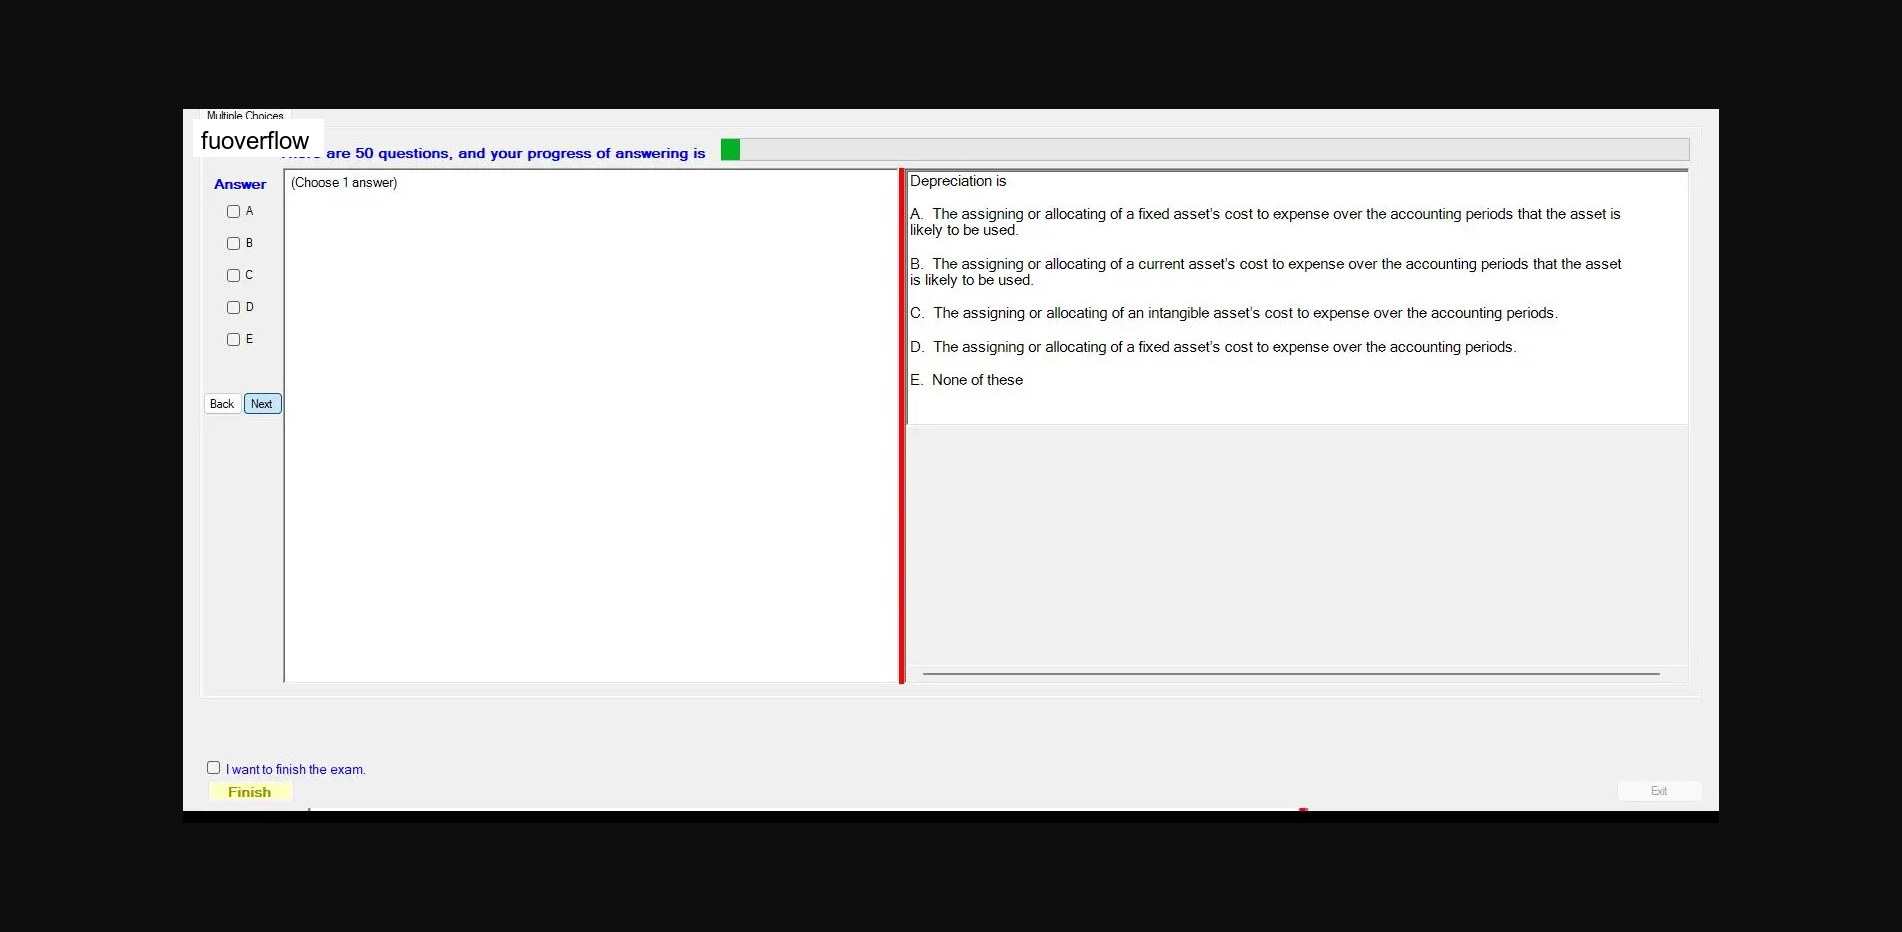 Multiple Choices
fuoverflow
are 50 questions, and your progress of answering is
Answer
(Choose 1 answer)
A
B
C
D
E
Back Next
Depreciation is
A. The assigning or allocating of a fixed asset's cost to expense over the accounting periods that the asset is
likely to be used.
B. The assigning or allocating of a current asset's cost to expense over the accounting periods that the asset
is likely to be used.
C. The assigning or allocating of an intangible asset's cost to expense over the accounting periods.
D. The assigning or allocating of a fixed asset's cost to expense over the accounting periods.
E. None of these
I want to finish the exam.
Finish
Exit